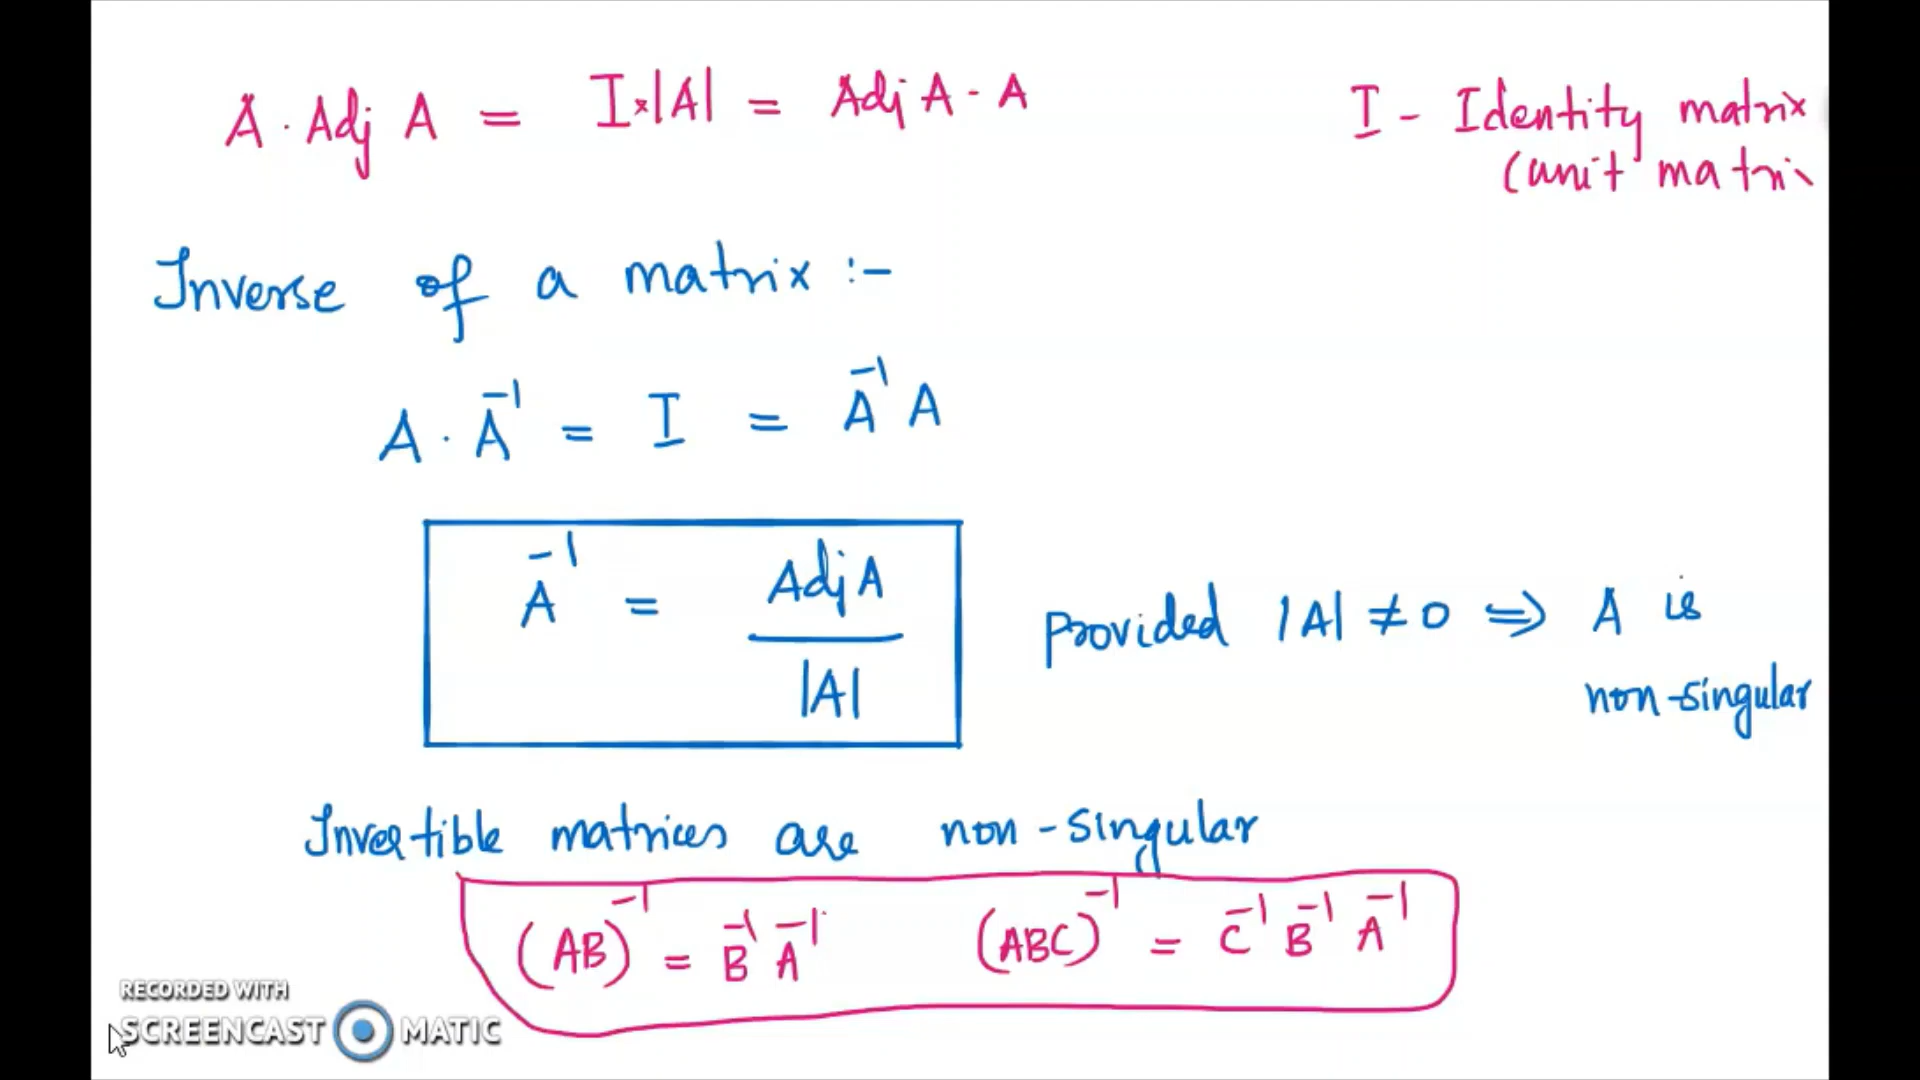 A . Adj A = I×|A| = Adj A - A
I - Identity matrix
(unit matrix
Inverse of a matrix :-
A . A⁻¹ = I = A⁻¹ A
A⁻¹ = Adj A / |A|
provided |A| ≠ 0 ⇒ A is
non-singular
Invertible matrices are non-singular
(AB)⁻¹ = B⁻¹ A⁻¹
(ABC)⁻¹ = C⁻¹ B⁻¹ A⁻¹
RECORDED WITH
SCREENCAST MATIC